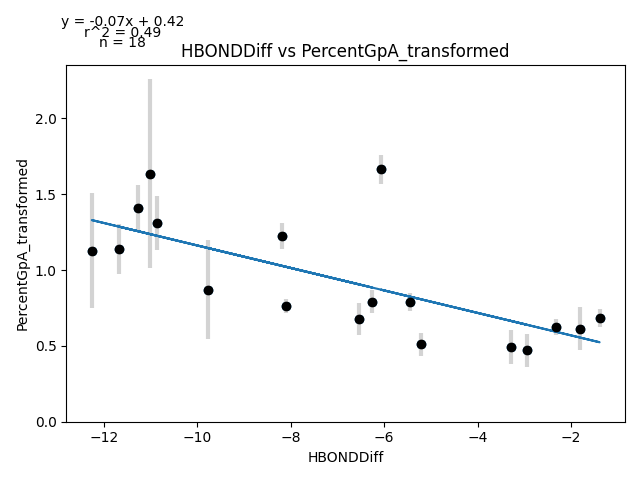 y = -0.07x + 0.42
r^2 = 0.49
n = 18
HBONDDiff vs PercentGpA_transformed
PercentGpA_transformed
2.0
1.5
1.0
0.5
0.0
−12
−10
−8
−6
−4
−2
HBONDDiff